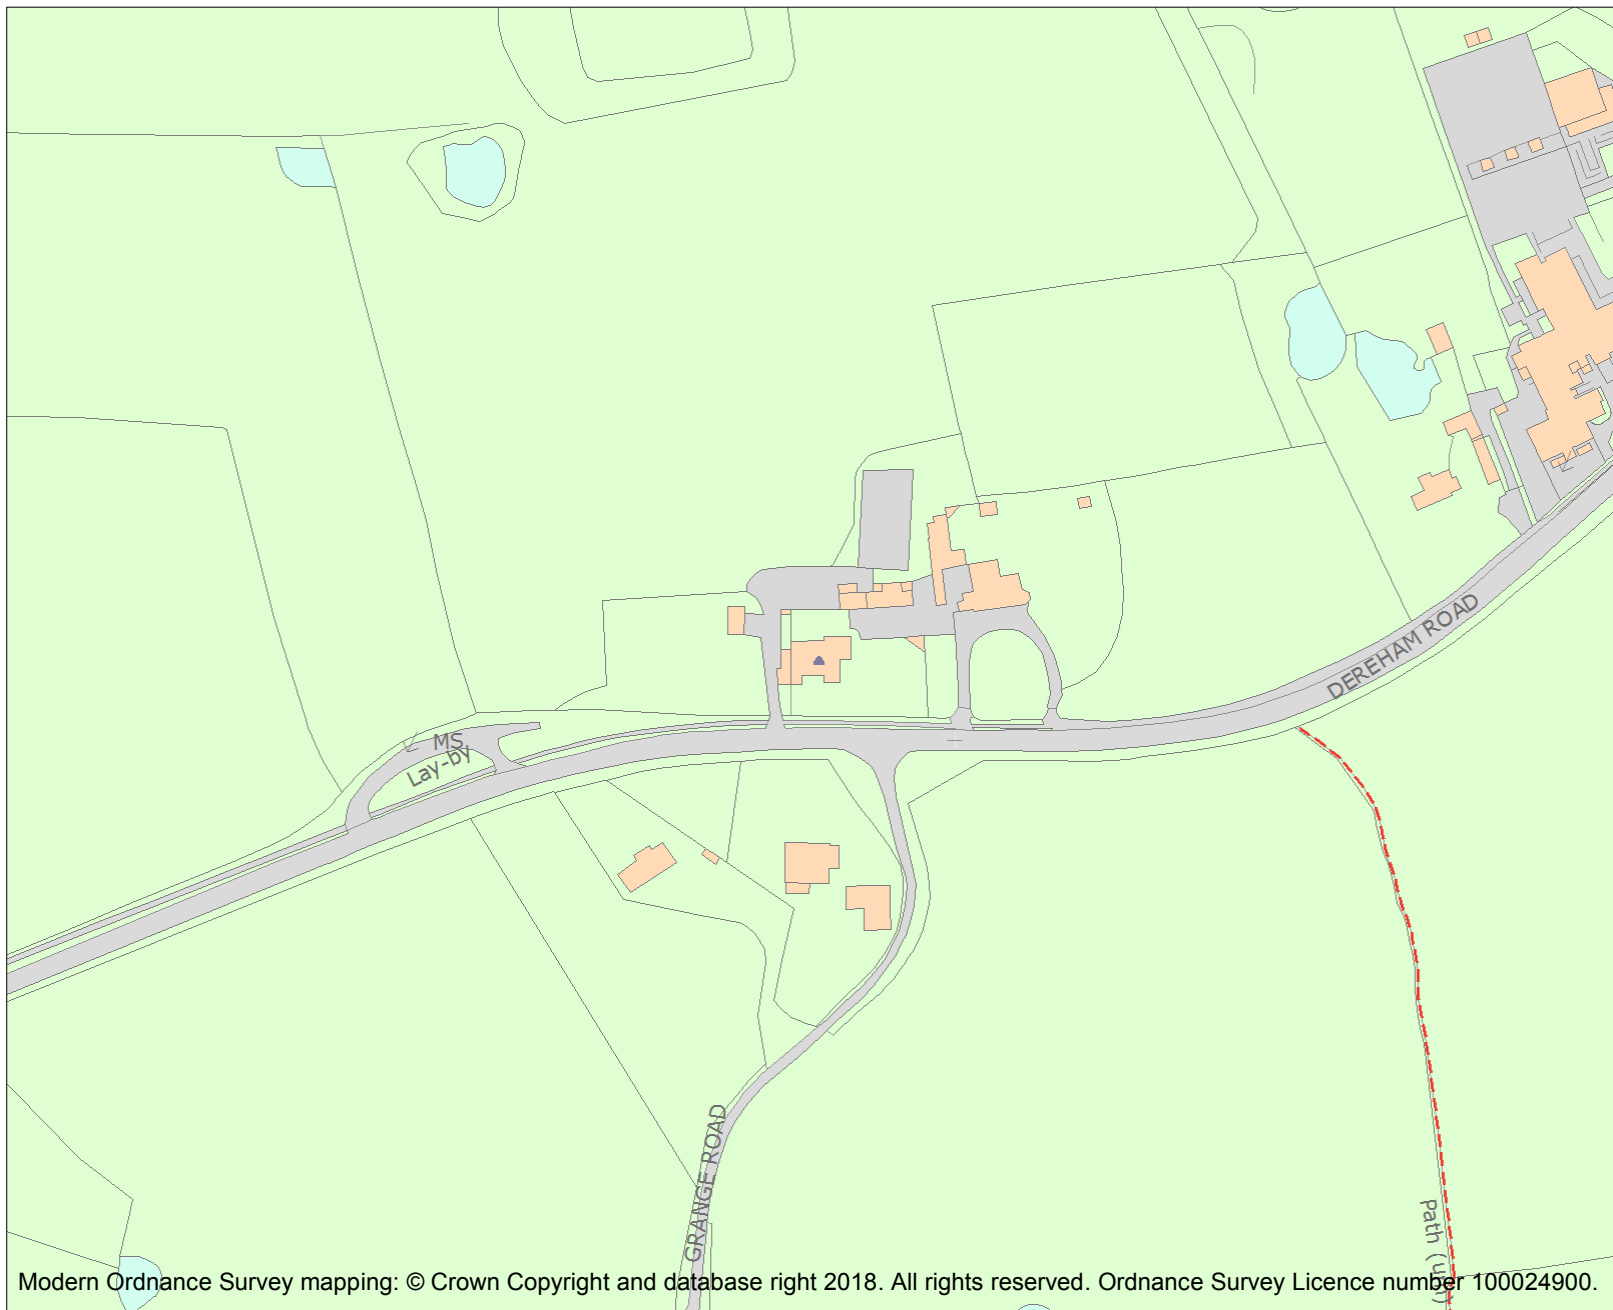 DEREHAM ROAD
MS
Lay-by
GRANGE ROAD
Path (um)
Modern Ordnance Survey mapping: © Crown Copyright and database right 2018. All rights reserved. Ordnance Survey Licence number 100024900.